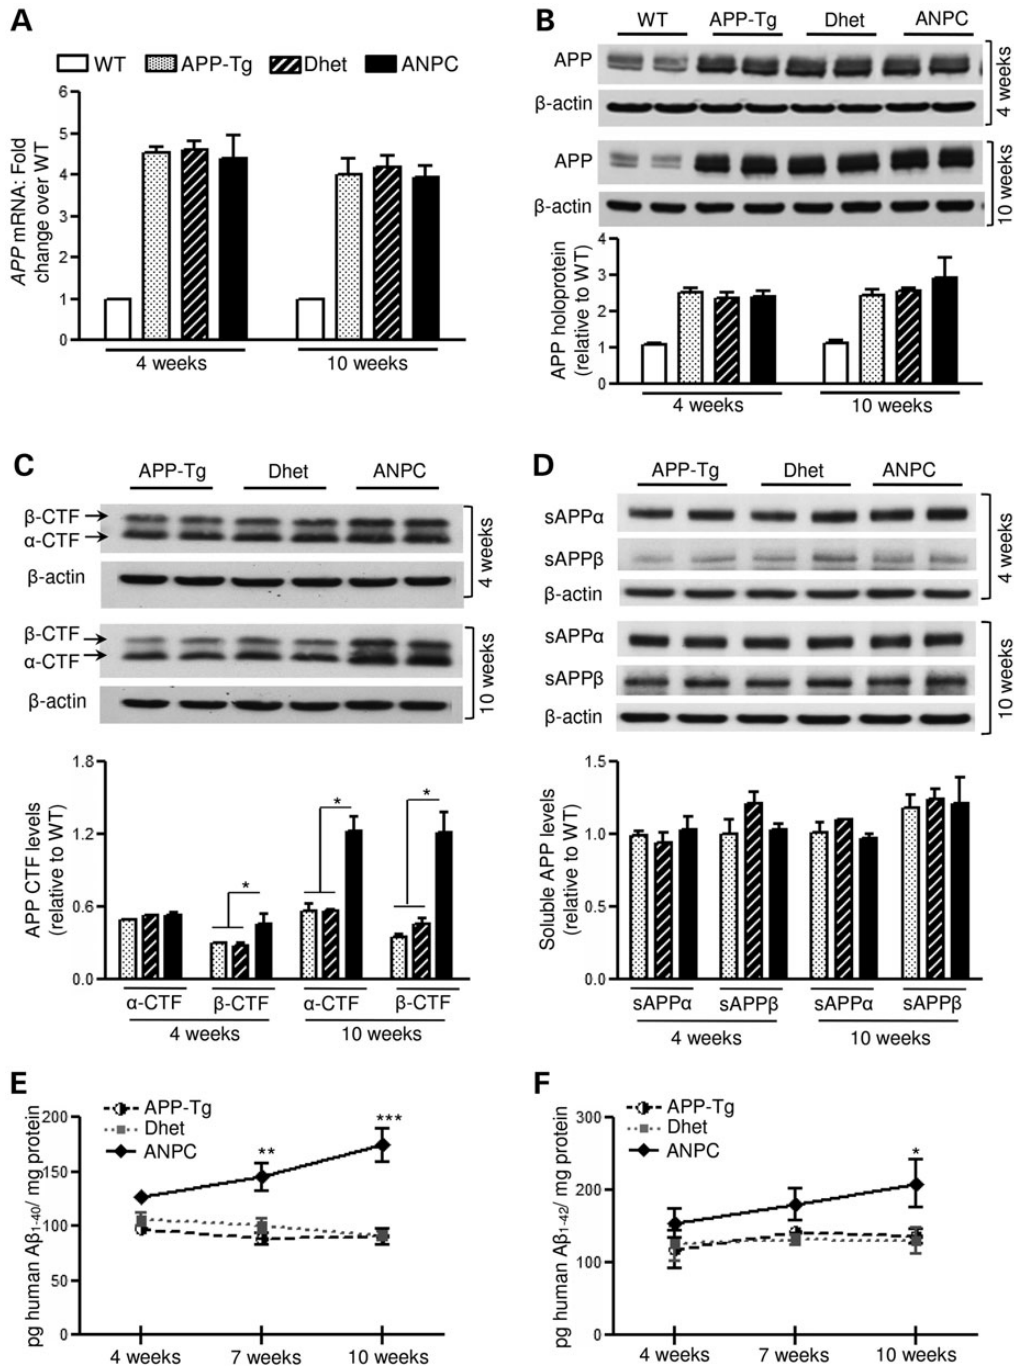 A
WT APP-Tg Dhet ANPC
APP mRNA: Fold
change over WT
6
5
4
3
2
1
0
4 weeks 10 weeks
B
WT APP-Tg Dhet ANPC
APP
β-actin
4 weeks
APP
β-actin
10 weeks
APP holoprotein
(relative to WT)
4
3
2
1
0
4 weeks 10 weeks
C
APP-Tg Dhet ANPC
β-CTF
α-CTF
β-actin
4 weeks
β-CTF
α-CTF
β-actin
10 weeks
APP CTF levels
(relative to WT)
1.8
1.2
0.6
0.0
* * *
α-CTF β-CTF α-CTF β-CTF
4 weeks 10 weeks
D
APP-Tg Dhet ANPC
sAPPα
sAPPβ
β-actin
4 weeks
sAPPα
sAPPβ
β-actin
10 weeks
Soluble APP levels
(relative to WT)
1.5
1.0
0.5
0.0
sAPPα sAPPβ sAPPα sAPPβ
4 weeks 10 weeks
E
APP-Tg
Dhet
ANPC
pg human Aβ1-40/ mg protein
200
150
100
50
0
** ***
4 weeks 7 weeks 10 weeks
F
APP-Tg
Dhet
ANPC
pg human Aβ1-42/ mg protein
300
200
100
0
*
4 weeks 7 weeks 10 weeks